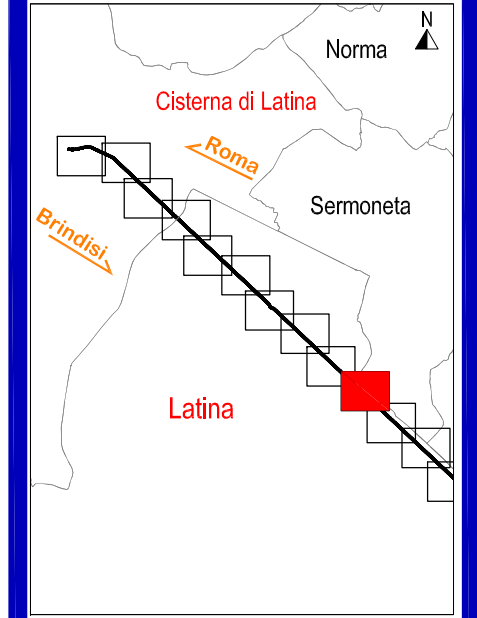 N
Norma
Cisterna di Latina
Roma
Sermoneta
Brindisi
Latina